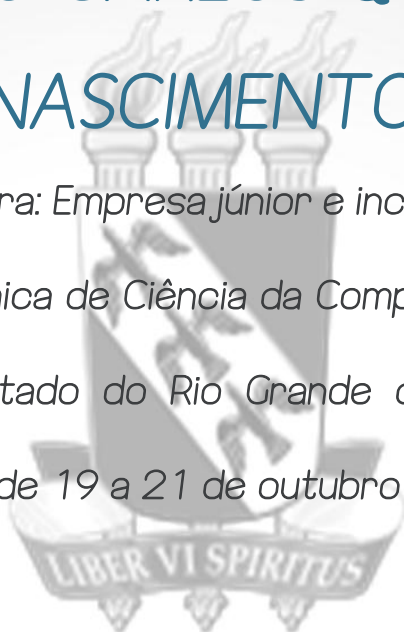 NASCIMENTO
ra: Empresa júnior e inc
nica de Ciência da Comp
tado do Rio Grande d
de 19 a 21 de outubro
LIBER VI SPIRITUS